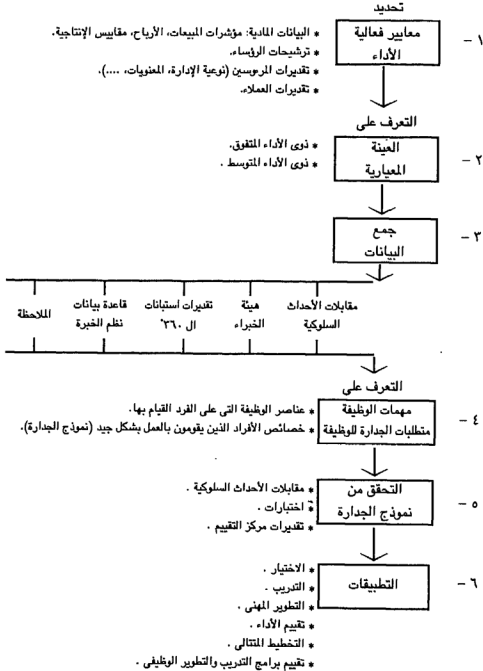 تحديد
١ –
معايير فعالية
الأداء
* البيانات المادية: مؤشرات المبيعات، الأرباح، مقاييس الإنتاجية.
* ترشيحات الرؤساء.
* تقديرات المرءوسين (نوعية الإدارة، المعنويات، ....).
* تقديرات العملاء.
التعرف على
٢ –
العينة
المعيارية
* ذوى الأداء المتفوق.
* ذوى الأداء المتوسط .
٣ –
جمع
البيانات
مقابلات الأحداث
السلوكية
هيئة
الخبراء
تقديرات استبانات
ال ٣٦٠°
قاعدة بيانات
نظم الخبرة
الملاحظة
التعرف على
٤ –
مهمات الوظيفة
متطلبات الجدارة للوظيفة
* عناصر الوظيفة التى على الفرد القيام بها.
* خصائص الأفراد الذين يقومون بالعمل بشكل جيد (نموذج الجدارة).
٥ –
التحقق من
نموذج الجدارة
* مقابلات الأحداث السلوكية .
* اختبارات .
* تقديرات مركز التقييم .
٦ –
التطبيقات
* الاختيار .
* التدريب .
* التطوير المهنى .
* تقييم الأداء .
* التخطيط المتتالى .
* تقييم برامج التدريب والتطوير الوظيفى .